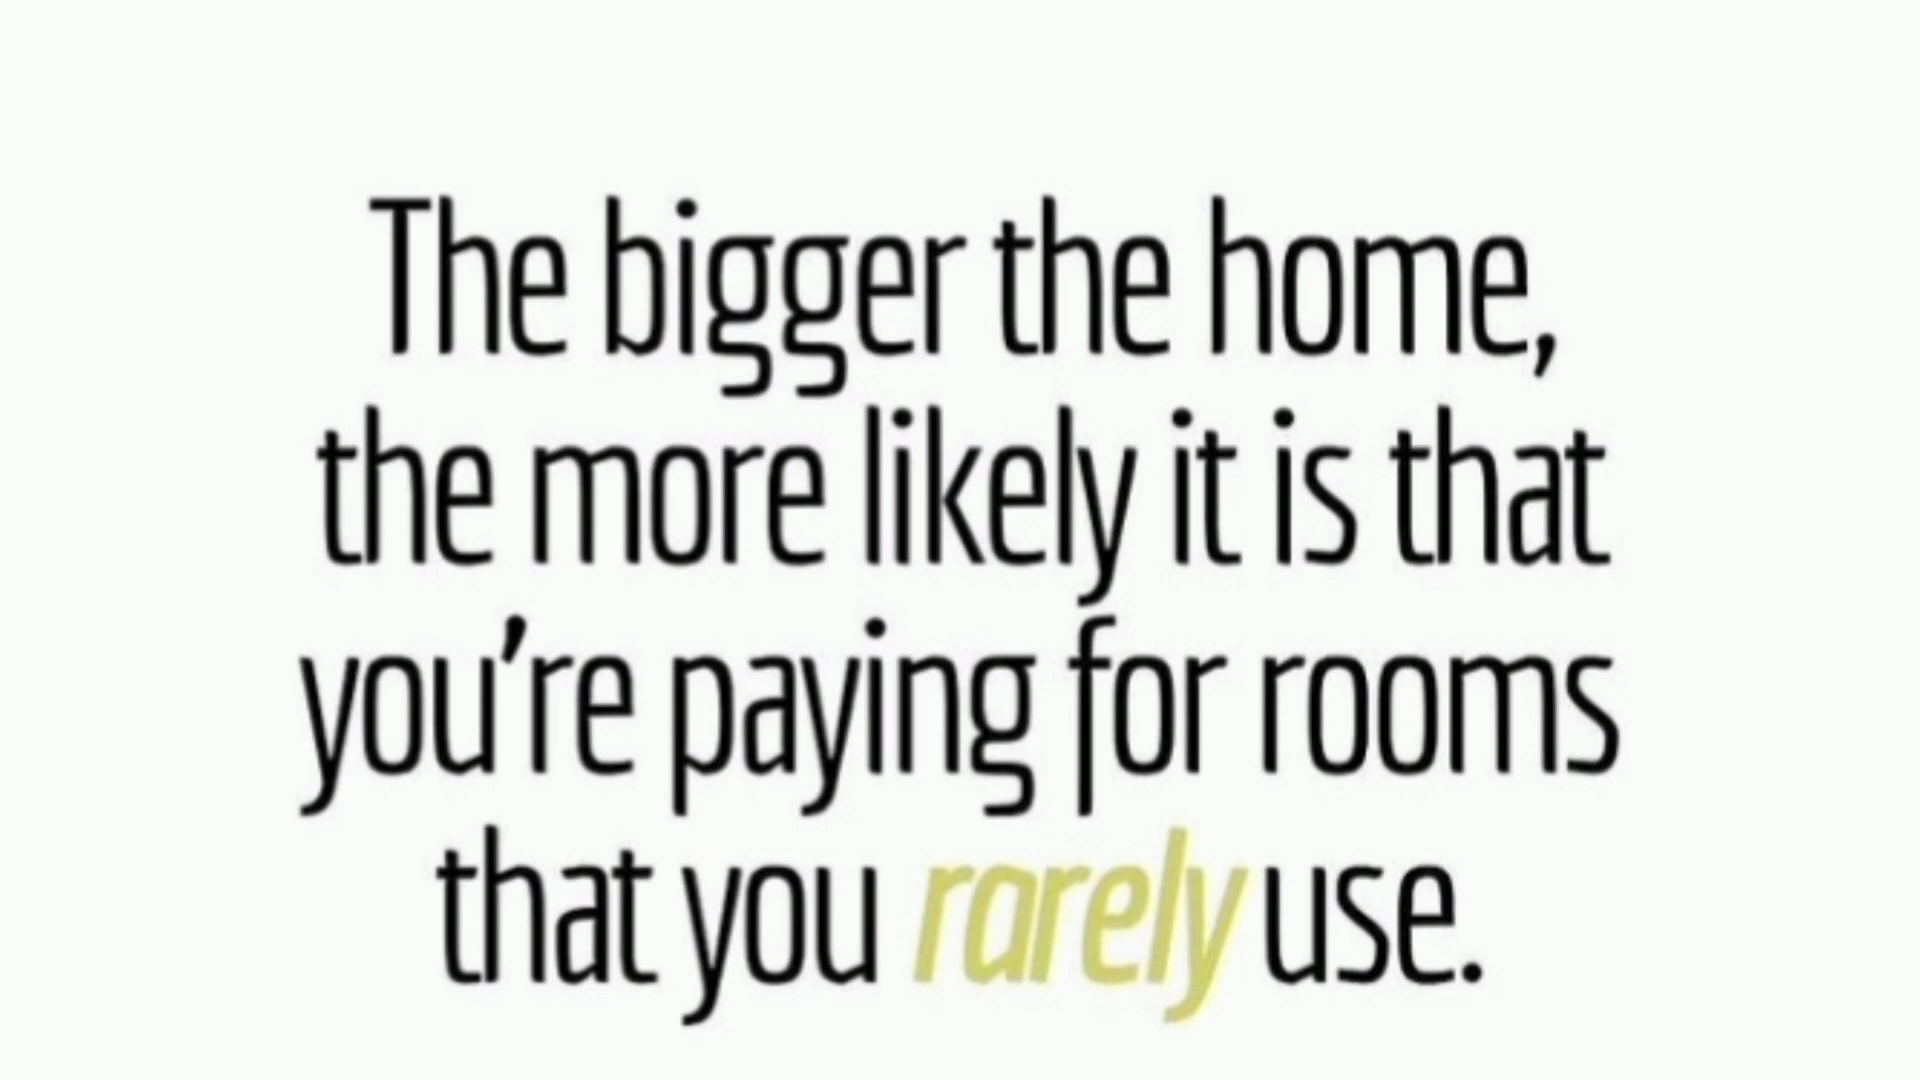 The bigger the home,
the more likely it is that
you’re paying for rooms
that you rarely use.